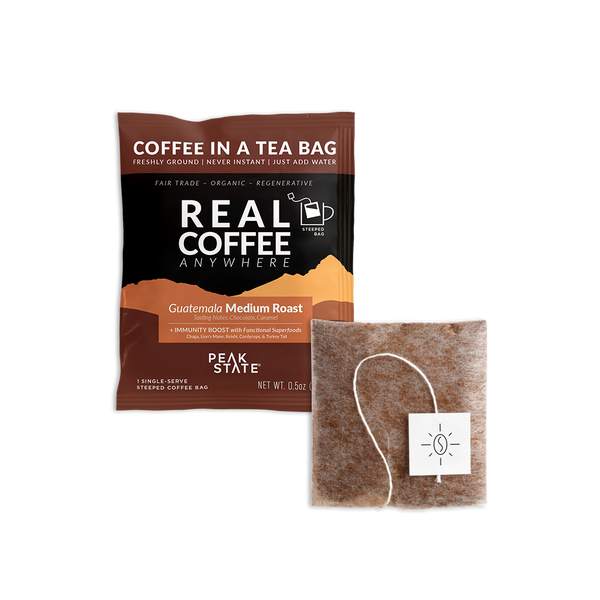 COFFEE IN A TEA BAG
FRESHLY GROUND | NEVER INSTANT | JUST ADD WATER
FAIR TRADE - ORGANIC - REGENERATIVE
REAL
COFFEE
ANYWHERE
STEEPED
BAG
Guatemala Medium Roast
Tasting Notes: Chocolate, Caramel
+ IMMUNITY BOOST with Functional Superfoods
Chaga, Lion's Mane, Reishi, Cordyceps, & Turkey Tail
PEAK
STATE®
1 SINGLE-SERVE
STEEPED COFFEE BAG
NET WT. 0.5oz (